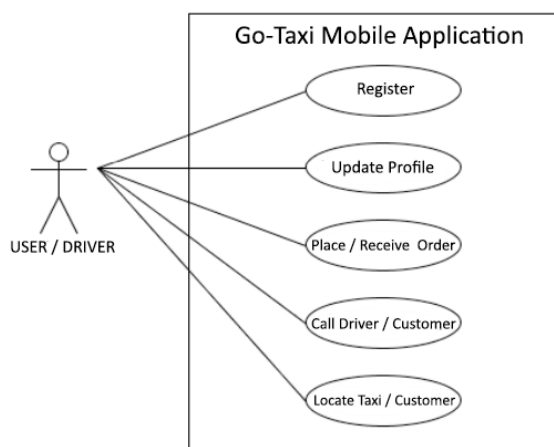 Go-Taxi Mobile Application
Register
Update Profile
USER / DRIVER
Place / Receive Order
Call Driver / Customer
Locate Taxi / Customer